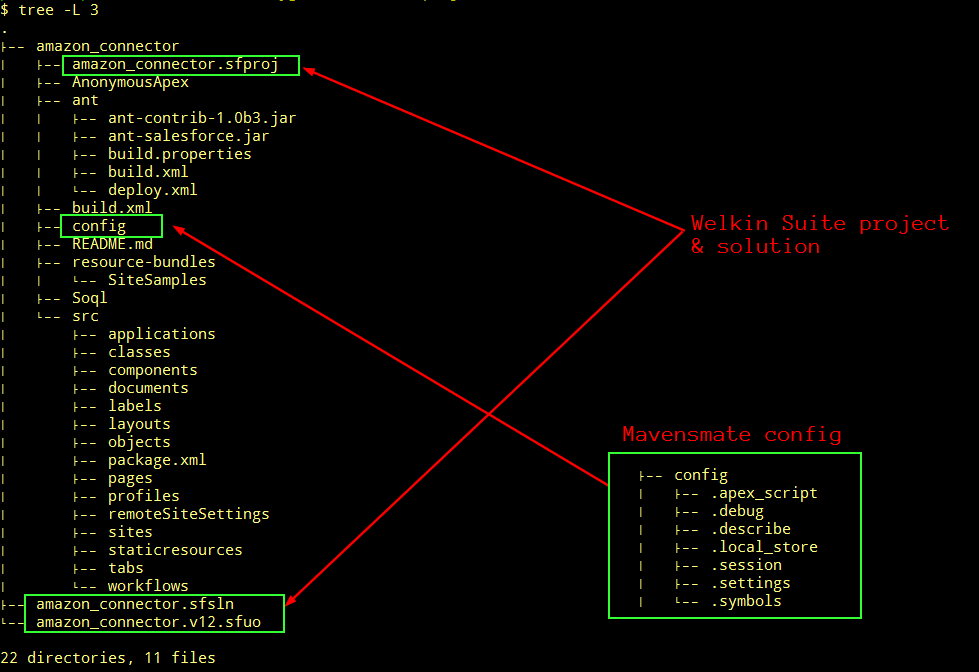 $ tree -L 3
.
├-- amazon_connector
|   ├-- amazon_connector.sfproj
|   ├-- AnonymousApex
|   ├-- ant
|   |   ├-- ant-contrib-1.0b3.jar
|   |   ├-- ant-salesforce.jar
|   |   ├-- build.properties
|   |   ├-- build.xml
|   |   └-- deploy.xml
|   ├-- build.xml
|   ├-- config
|   ├-- README.md
|   ├-- resource-bundles
|   |   └-- SiteSamples
|   ├-- Soql
|   └-- src
|       ├-- applications
|       ├-- classes
|       ├-- components
|       ├-- documents
|       ├-- labels
|       ├-- layouts
|       ├-- objects
|       ├-- package.xml
|       ├-- pages
|       ├-- profiles
|       ├-- remoteSiteSettings
|       ├-- sites
|       ├-- staticresources
|       ├-- tabs
|       └-- workflows
├-- amazon_connector.sfsln
└-- amazon_connector.v12.sfuo
22 directories, 11 files
Welkin Suite project
& solution
Mavensmate config
├-- config
|   ├-- .apex_script
|   ├-- .debug
|   ├-- .describe
|   ├-- .local_store
|   ├-- .session
|   ├-- .settings
|   └-- .symbols